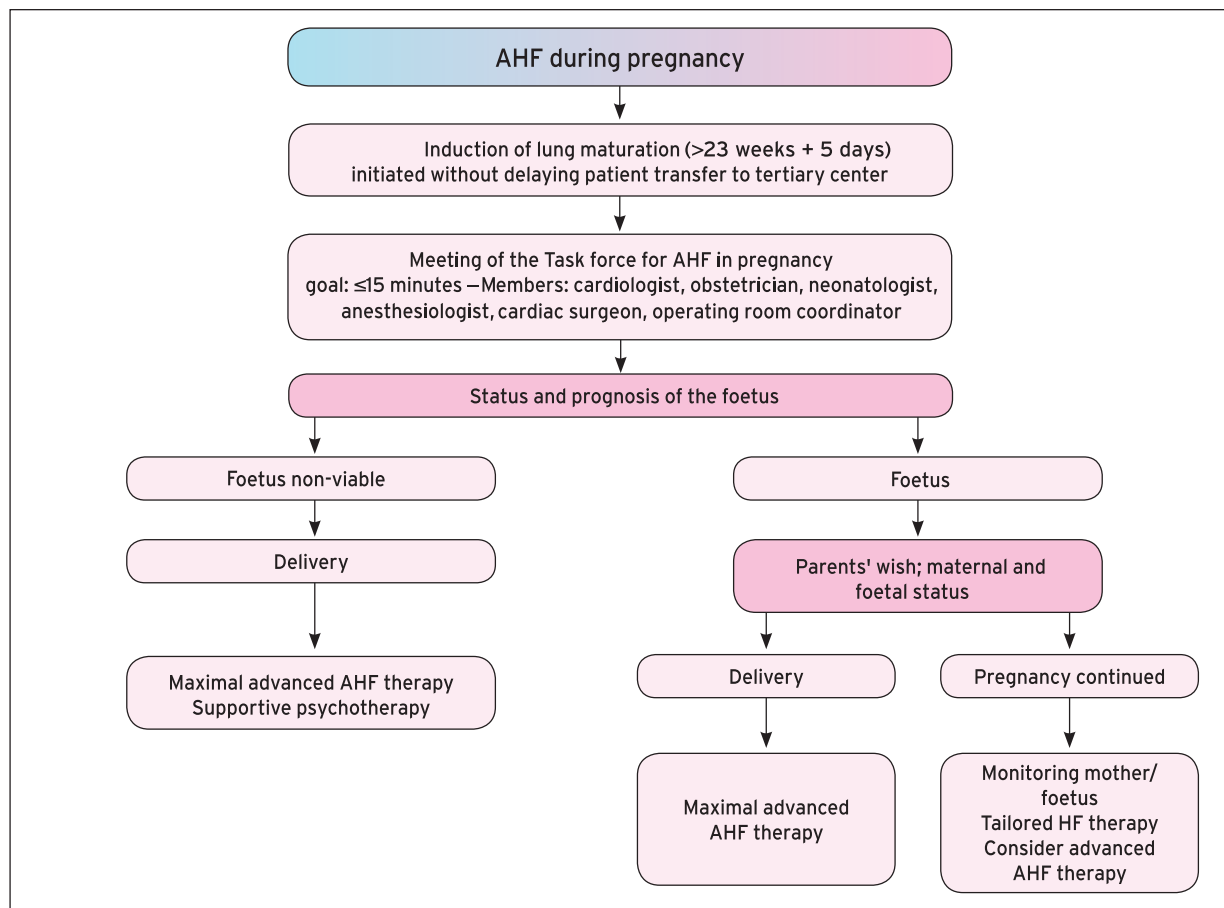 AHF during pregnancy
Induction of lung maturation (>23 weeks + 5 days)
initiated without delaying patient transfer to tertiary center
Meeting of the Task force for AHF in pregnancy
goal: ≤15 minutes – Members: cardiologist, obstetrician, neonatologist,
anesthesiologist, cardiac surgeon, operating room coordinator
Status and prognosis of the foetus
Foetus non-viable
Foetus
Delivery
Parents' wish; maternal and
foetal status
Maximal advanced AHF therapy
Supportive psychotherapy
Delivery
Pregnancy continued
Maximal advanced
AHF therapy
Monitoring mother/
foetus
Tailored HF therapy
Consider advanced
AHF therapy